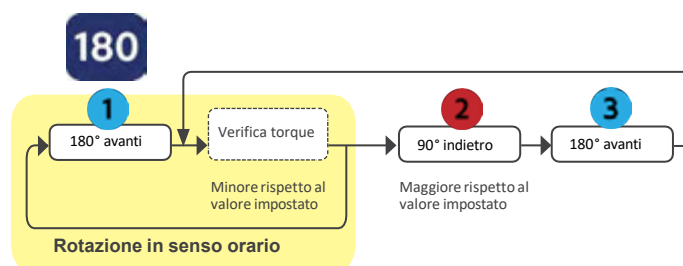 180
1
180° avanti
Verifica torque
Minore rispetto al
valore impostato
Rotazione in senso orario
2
90° indietro
Maggiore rispetto al
valore impostato
3
180° avanti